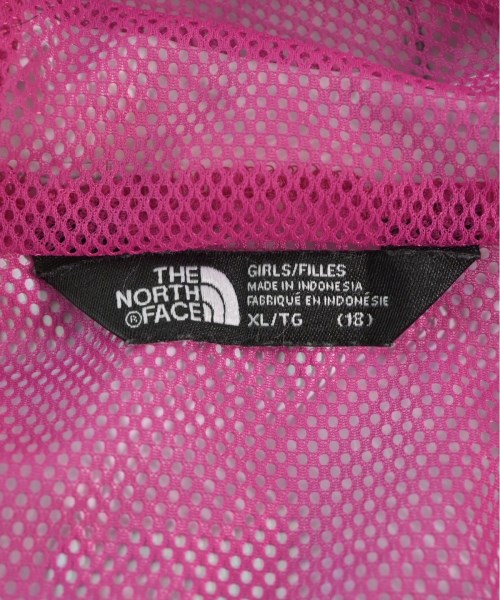 THE
NORTH
® FACE
GIRLS/FILLES
MADE IN INDONESIA
FABRIQUÉ EN INDONÉSIE
XL/TG (18)